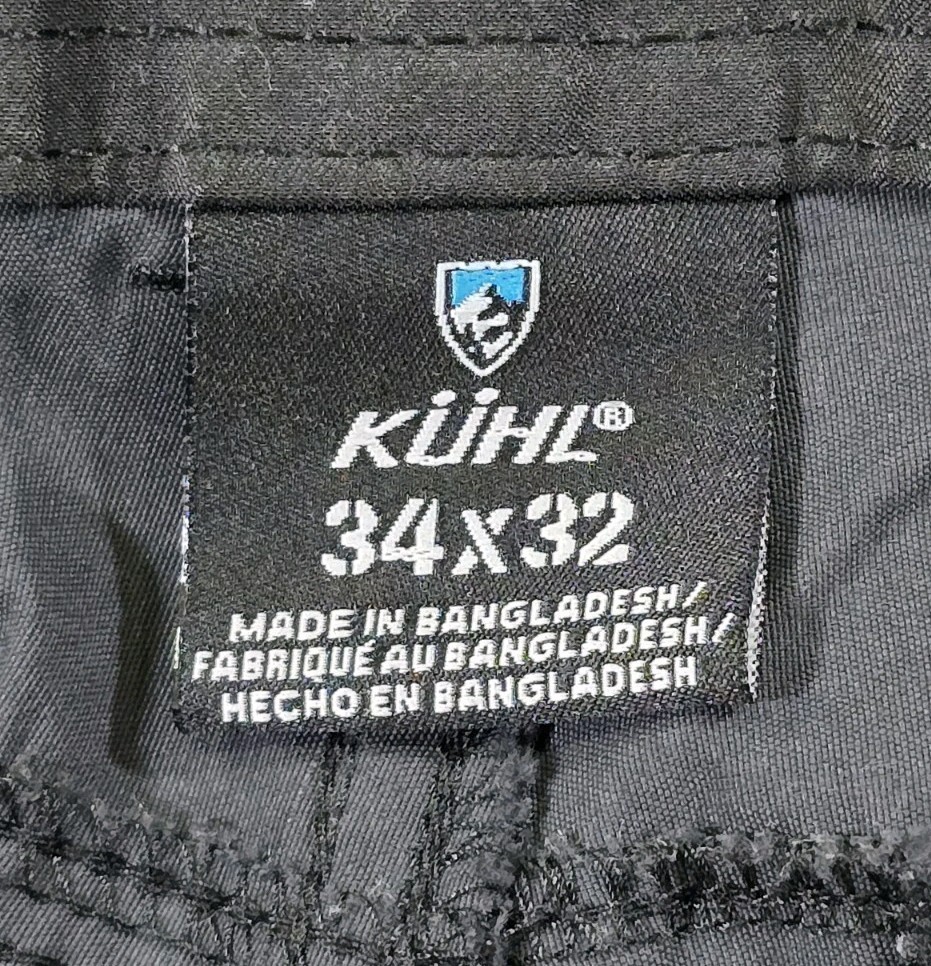 KÜHL®
34X32
MADE IN BANGLADESH/
FABRIQUÉ AU BANGLADESH/
HECHO EN BANGLADESH